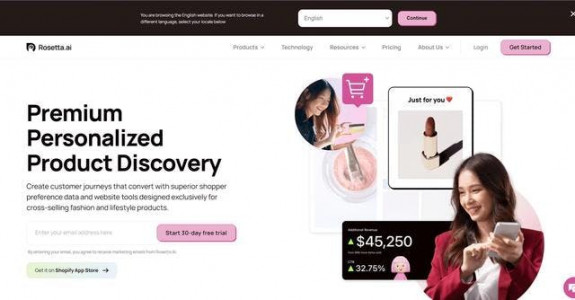 You are browsing the English website. If you want to browse in a
different language, select your locale below
English
Continue
Rosetta.ai
Products
Technology
Resources
Pricing
About Us
Login
Get Started
Premium
Personalized
Product Discovery
Create customer journeys that convert with superior shopper
preference data and website tools designed exclusively for
cross-selling fashion and lifestyle products.
Enter your email address here
Start 30-day free trial
By entering your email, you agree to receive marketing emails from Rosetta.ai.
Get it on Shopify App Store
Just for you
Additional Revenue
$45,250
CTR
32.75%